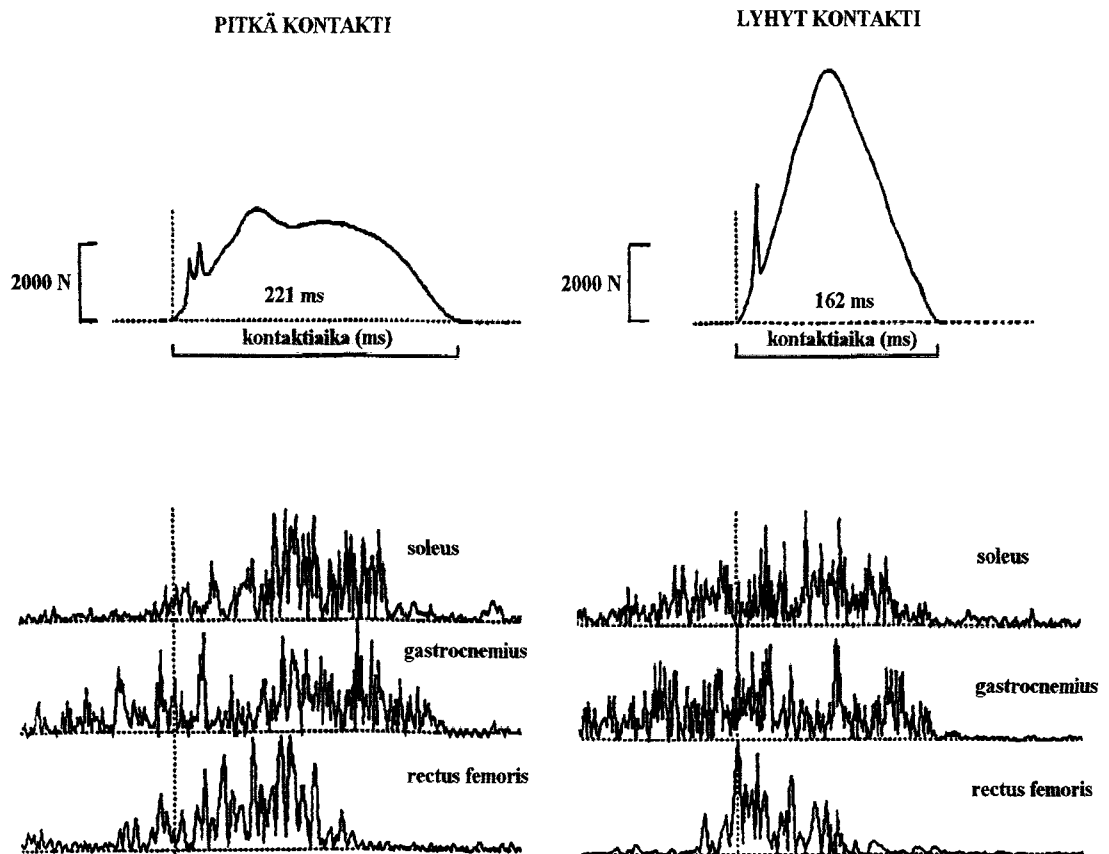 PITKÄ KONTAKTI
2000 N
221 ms
kontaktiaika (ms)
soleus
gastrocnemius
rectus femoris
LYHYT KONTAKTI
2000 N
162 ms
kontaktiaika (ms)
soleus
gastrocnemius
rectus femoris